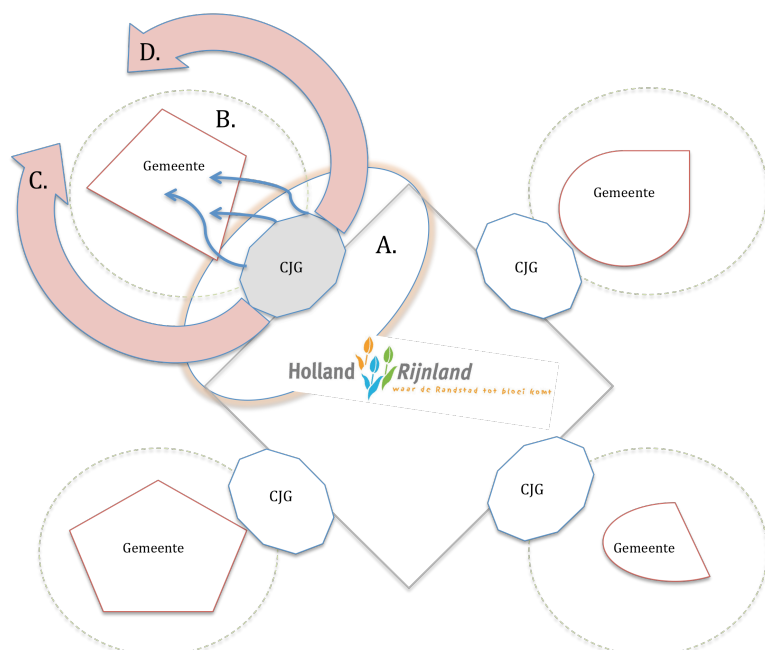 D.
B.
Gemeente
C.
A.
CJG
Gemeente
CJG
Holland Rijnland
waar de Randstad tot bloei komt
CJG
CJG
Gemeente
Gemeente